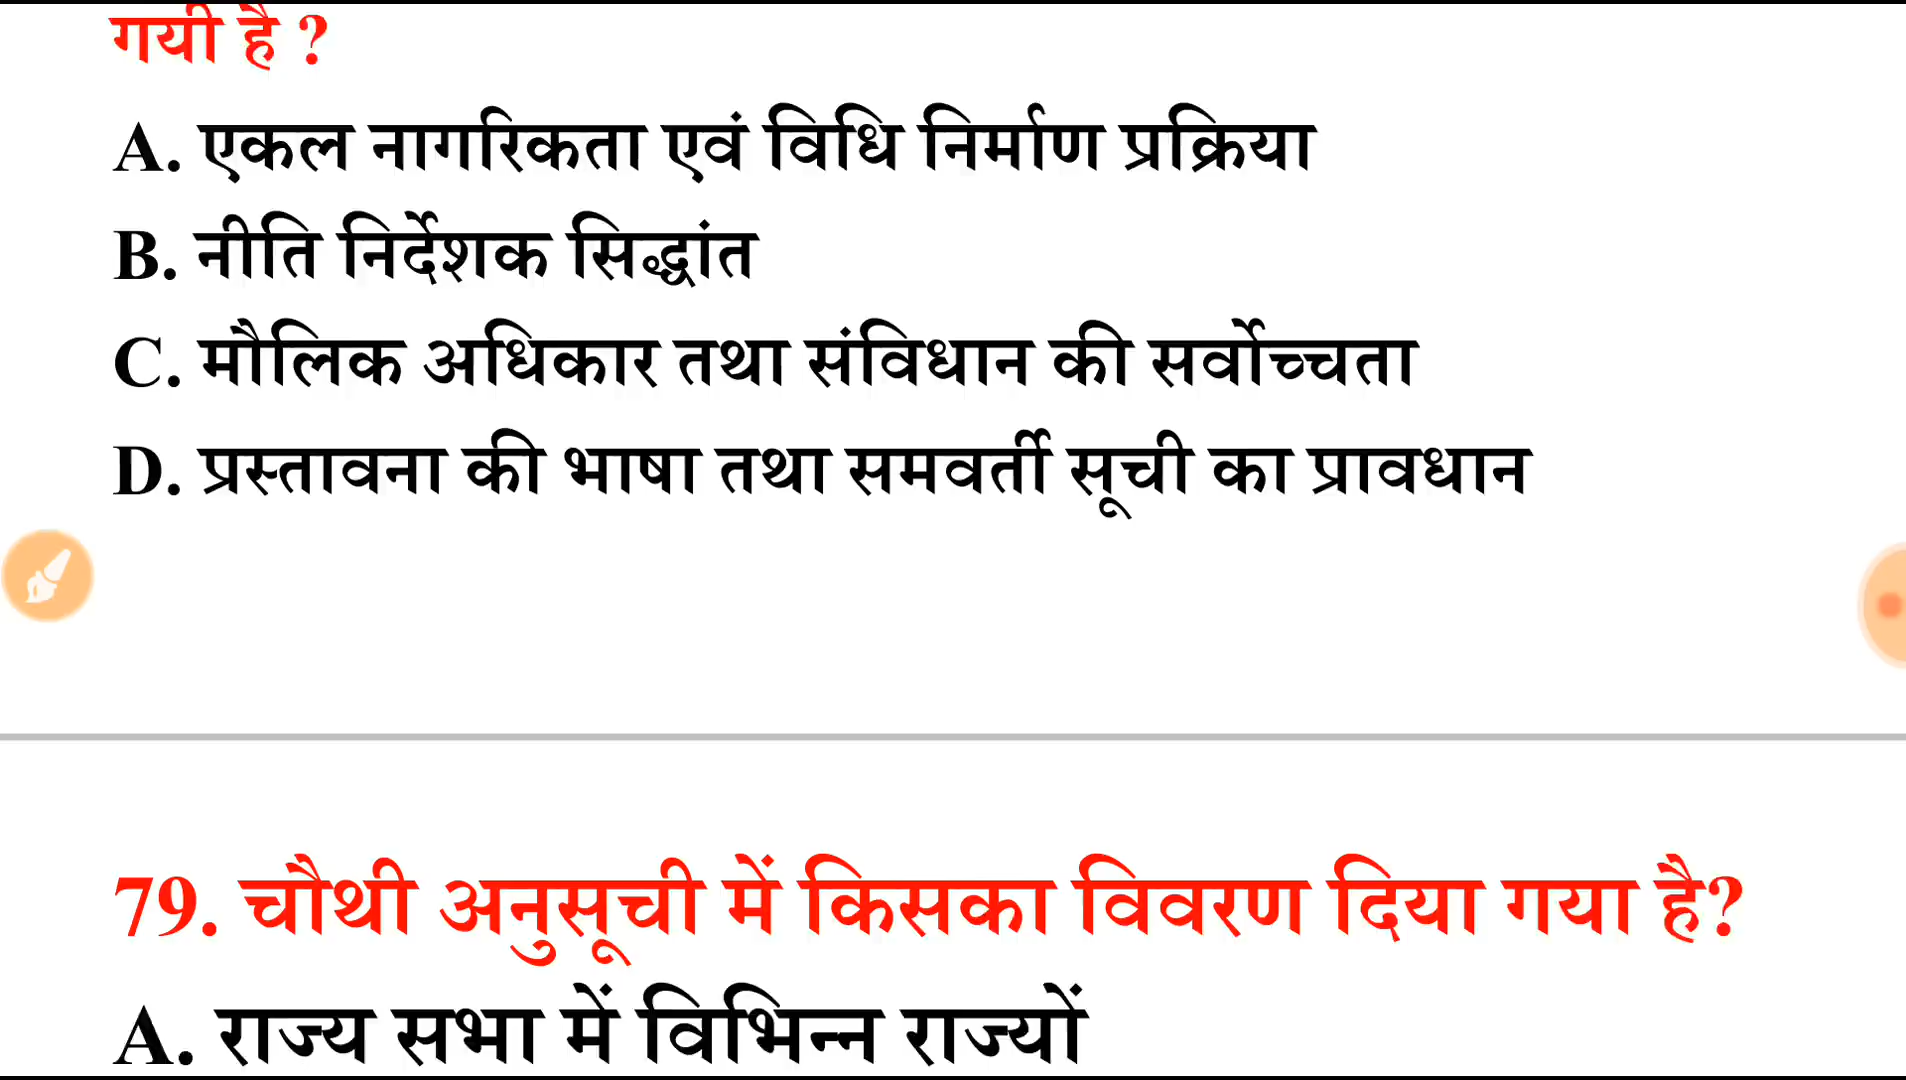 गयी है ?
A. एकल नागरिकता एवं विधि निर्माण प्रक्रिया
B. नीति निर्देशक सिद्धांत
C. मौलिक अधिकार तथा संविधान की सर्वोच्चता
D. प्रस्तावना की भाषा तथा समवर्ती सूची का प्रावधान
79. चौथी अनुसूची में किसका विवरण दिया गया है?
A. राज्य सभा में विभिन्न राज्यों